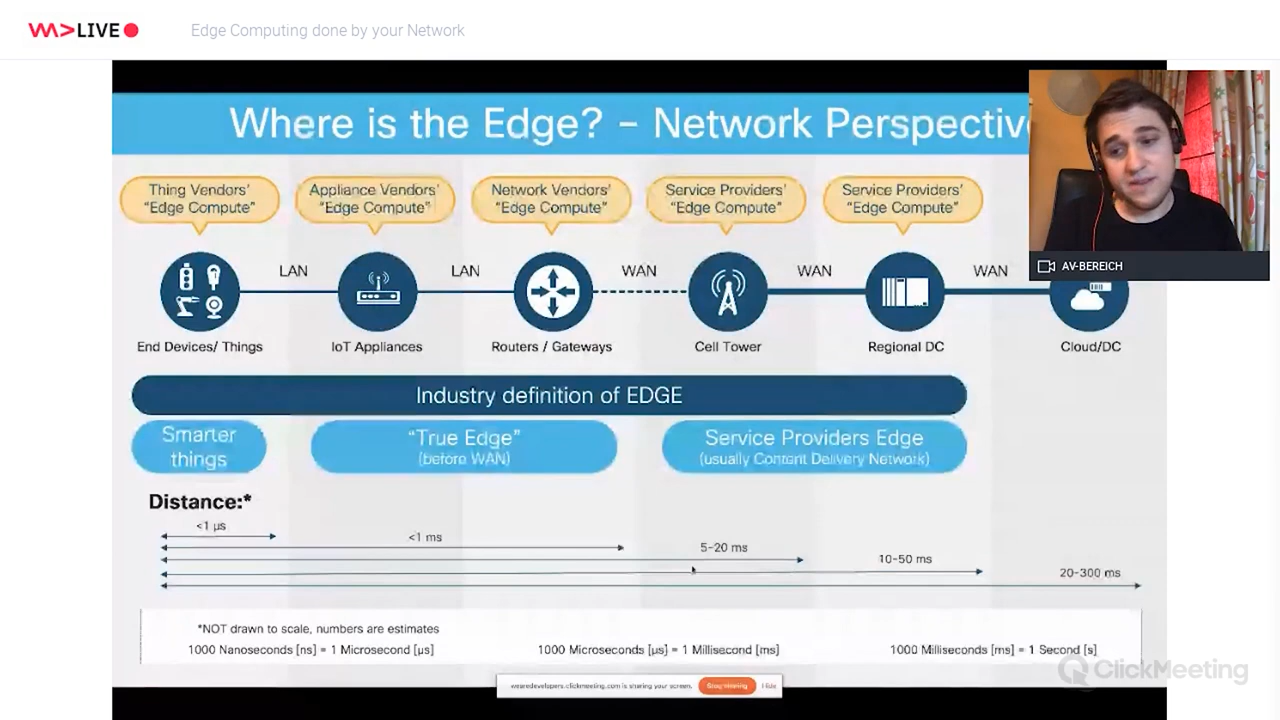 WA>LIVE
Edge Computing done by your Network
Where is the Edge? – Network Perspectiv
AV-BEREICH
Thing Vendors'
"Edge Compute"
Appliance Vendors'
"Edge Compute"
Network Vendors'
"Edge Compute"
Service Providers'
"Edge Compute"
Service Providers'
"Edge Compute"
LAN
LAN
WAN
WAN
WAN
End Devices/ Things
IoT Appliances
Routers / Gateways
Cell Tower
Regional DC
Cloud/DC
Industry definition of EDGE
Smarter
things
"True Edge"
(before WAN)
Service Providers Edge
(usually Content Delivery Network)
Distance:*
<1 µs
<1 ms
5-20 ms
10-50 ms
20-300 ms
*NOT drawn to scale, numbers are estimates
1000 Nanoseconds [ns] = 1 Microsecond [µs]
1000 Microseconds [µs] = 1 Millisecond [ms]
1000 Milliseconds [ms] = 1 Second [s]
ClickMeeting
wearedevelopers.clickmeeting.com is sharing your screen.
Stop sharing
Hide